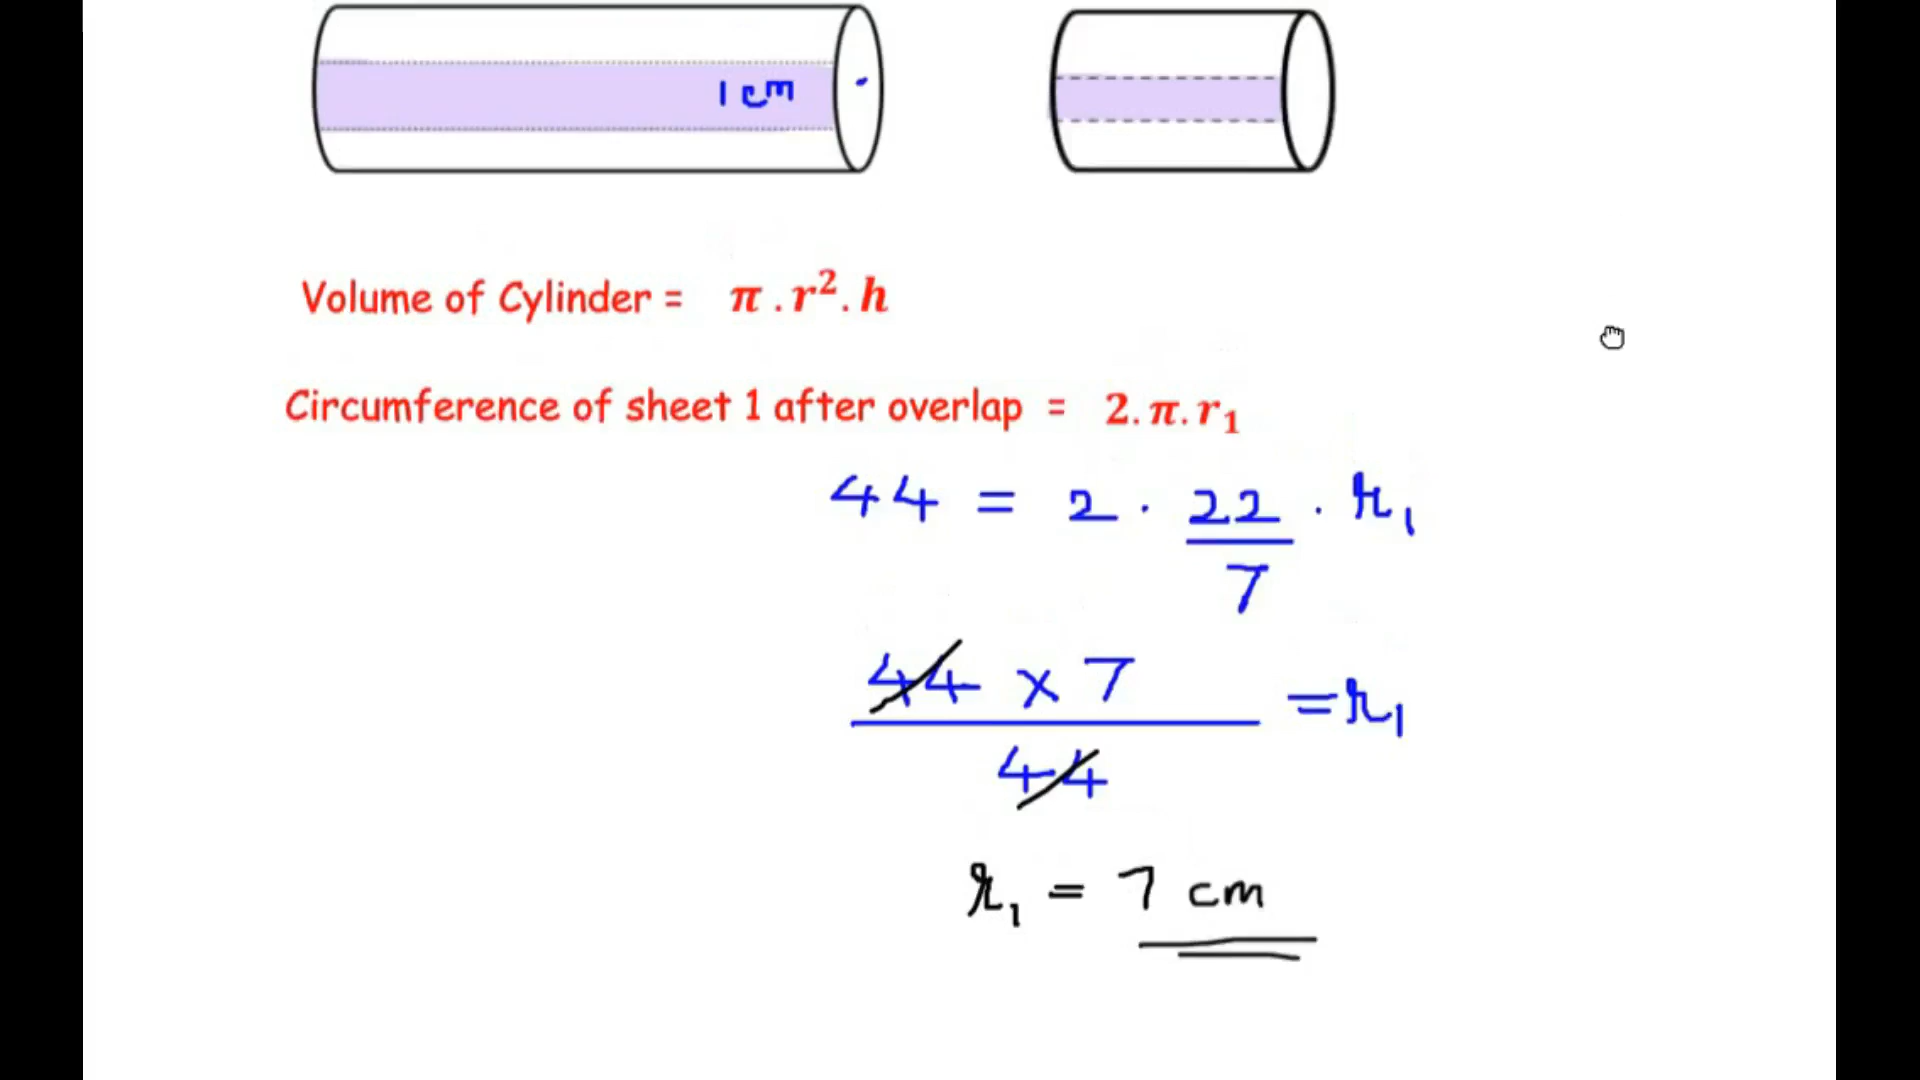 1 cm
Volume of Cylinder = π . r². h
Circumference of sheet 1 after overlap = 2. π. r₁
44 = 2 . 22/7 . r₁
44 x 7 / 44 = r₁
r₁ = 7 cm